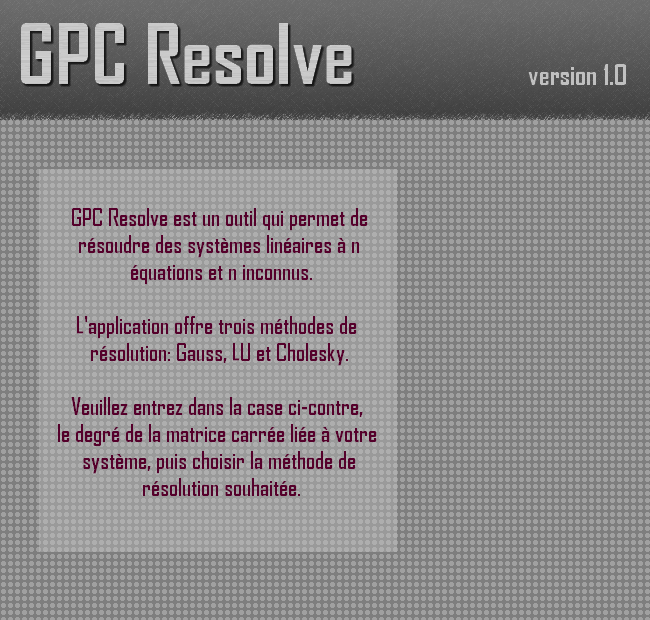 GPC Resolve
version 1.0
GPC Resolve est un outil qui permet de
résoudre des systèmes linéaires à n
équations et n inconnus.
L'application offre trois méthodes de
résolution: Gauss, LU et Cholesky.
Veuillez entrez dans la case ci-contre,
le degré de la matrice carrée liée à votre
système, puis choisir la méthode de
résolution souhaitée.